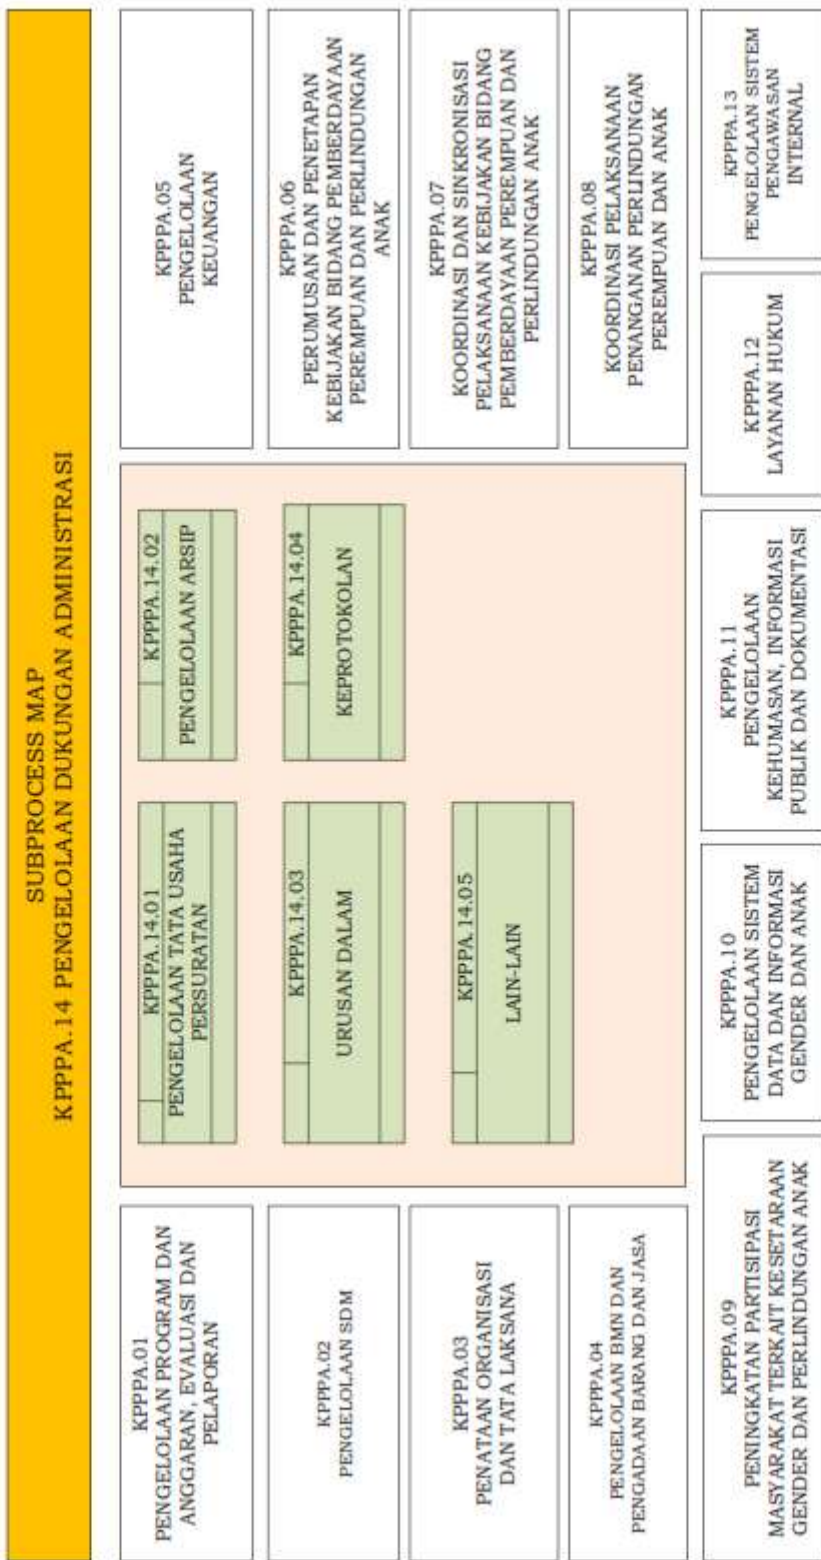 SUBPROCESS MAP
KPPPA.14 PENGELOLAAN DUKUNGAN ADMINISTRASI
KPPPA.01
PENGELOLAAN PROGRAM DAN
ANGGARAN, EVALUASI DAN
PELAPORAN
KPPPA.02
PENGELOLAAN SDM
KPPPA.03
PENATAAN ORGANISASI
DAN TATA LAKSANA
KPPPA.04
PENGELOLAAN BMN DAN
PENGADAAN BARANG DAN JASA
KPPPA.14.01
PENGELOLAAN TATA USAHA
PERSURATAN
KPPPA.14.02
PENGELOLAAN ARSIP
KPPPA.14.03
URUSAN DALAM
KPPPA.14.04
KEPROTOKOLAN
KPPPA.14.05
LAIN-LAIN
KPPPA.05
PENGELOLAAN
KEUANGAN
KPPPA.06
PERUMUSAN DAN PENETAPAN
KEBIJAKAN BIDANG PEMBERDAYAAN
PEREMPUAN DAN PERLINDUNGAN
ANAK
KPPPA.07
KOORDINASI DAN SINKRONISASI
PELAKSANAAN KEBIJAKAN BIDANG
PEMBERDAYAAN PEREMPUAN DAN
PERLINDUNGAN ANAK
KPPPA.08
KOORDINASI PELAKSANAAN
PENANGANAN PERLINDUNGAN
PEREMPUAN DAN ANAK
KPPPA.09
PENINGKATAN PARTISIPASI
MASYARAKAT TERKAIT KESETARAAN
GENDER DAN PERLINDUNGAN ANAK
KPPPA.10
PENGELOLAAN SISTEM
DATA DAN INFORMASI
GENDER DAN ANAK
KPPPA.11
PENGELOLAAN
KEHUMASAN, INFORMASI
PUBLIK DAN DOKUMENTASI
KPPPA.12
LAYANAN HUKUM
KPPPA.13
PENGELOLAAN SISTEM
PENGAWASAN
INTERNAL